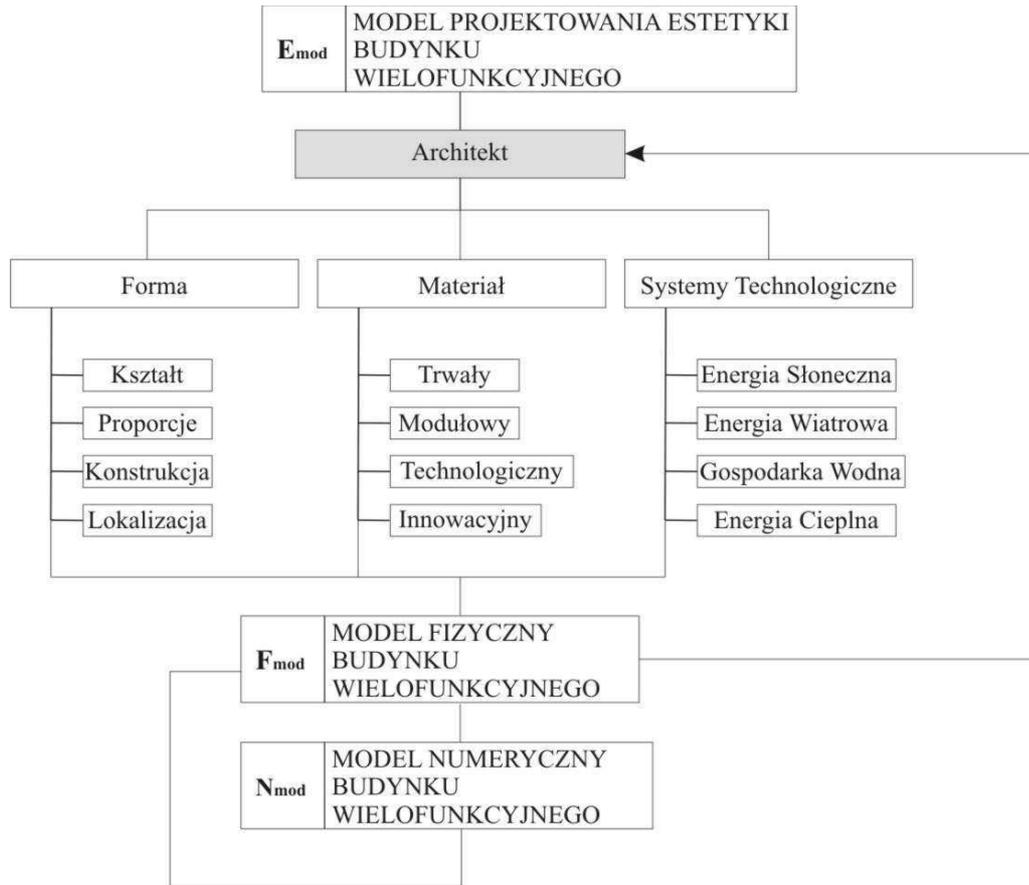 Emod
MODEL PROJEKTOWANIA ESTETYKI
BUDYNKU
WIELOFUNKCYJNEGO
Architekt
Forma
Materiał
Systemy Technologiczne
Kształt
Proporcje
Konstrukcja
Lokalizacja
Trwały
Modułowy
Technologiczny
Innowacyjny
Energia Słoneczna
Energia Wiatrowa
Gospodarka Wodna
Energia Cieplna
Fmod
MODEL FIZYCZNY
BUDYNKU
WIELOFUNKCYJNEGO
Nmod
MODEL NUMERYCZNY
BUDYNKU
WIELOFUNKCYJNEGO